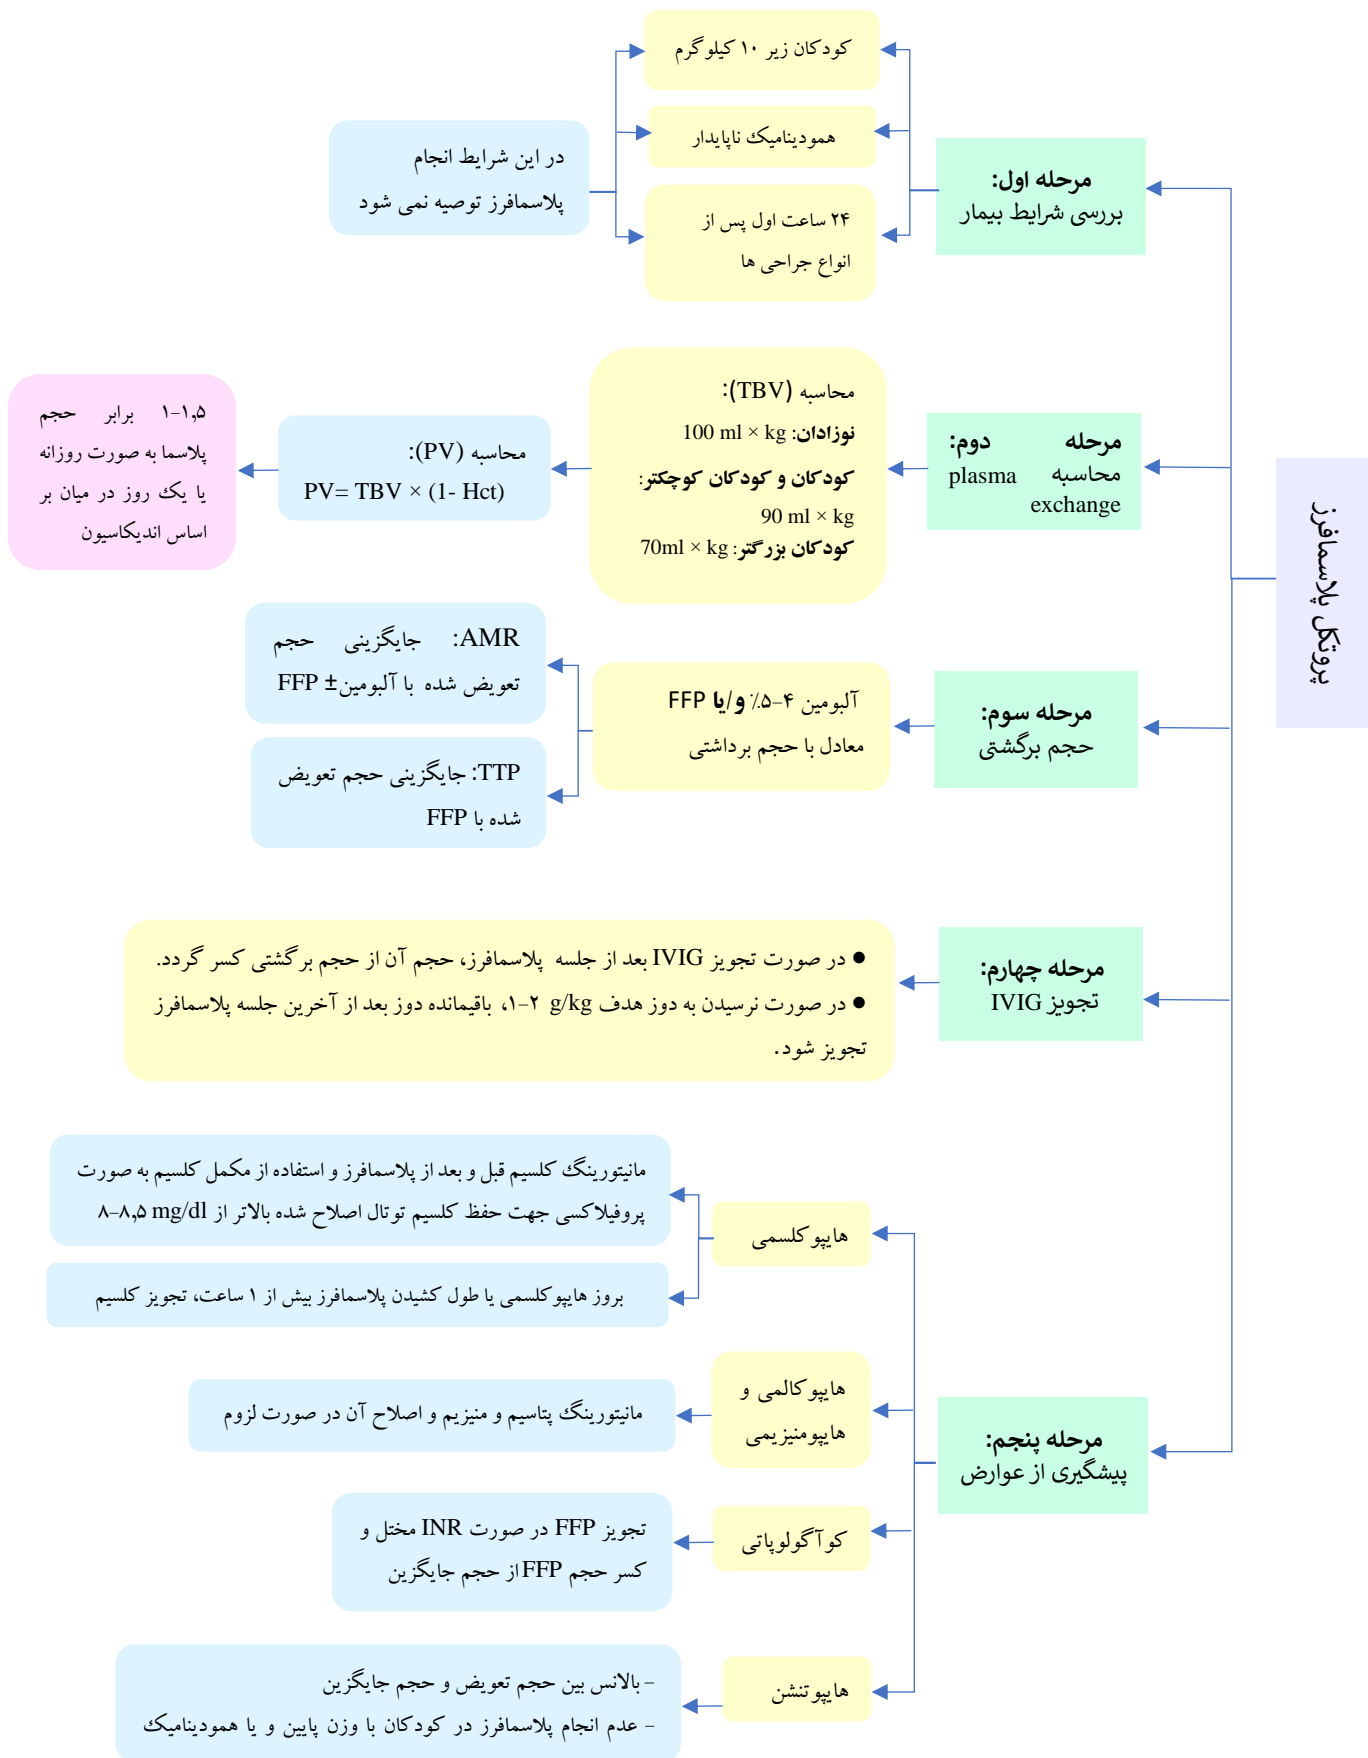 پروتکل پلاسمافرز
مرحله اول:
بررسی شرایط بیمار
کودکان زیر ۱۰ کیلوگرم
همودینامیک ناپایدار
۲۴ ساعت اول پس از
انواع جراحی ها
در این شرایط انجام
پلاسمافرز توصیه نمی شود
مرحله دوم:
محاسبه plasma
exchange
محاسبه (TBV):
نوزادان: 100 ml × kg
کودکان و کودکان کوچکتر:
90 ml × kg
کودکان بزرگتر: 70ml × kg
محاسبه (PV):
PV= TBV × (1- Hct)
۱-۱٫۵ برابر حجم
پلاسما به صورت روزانه
یا یک روز در میان بر
اساس اندیکاسیون
مرحله سوم:
حجم برگشتی
آلبومین ۴-۵٪ و/یا FFP
معادل با حجم برداشتی
AMR: جایگزینی حجم
تعویض شده با آلبومین± FFP
TTP: جایگزینی حجم تعویض
شده با FFP
مرحله چهارم:
تجویز IVIG
● در صورت تجویز IVIG بعد از جلسه پلاسمافرز، حجم آن از حجم برگشتی کسر گردد.
● در صورت نرسیدن به دوز هدف ۱-۲ g/kg، باقیمانده دوز بعد از آخرین جلسه پلاسمافرز
تجویز شود.
مرحله پنجم:
پیشگیری از عوارض
هایپوکلسمی
مانیتورینگ کلسیم قبل و بعد از پلاسمافرز و استفاده از مکمل کلسیم به صورت
پروفیلاکسی جهت حفظ کلسیم توتال اصلاح شده بالاتر از ۸-۸٫۵ mg/dl
بروز هایپوکلسمی یا طول کشیدن پلاسمافرز بیش از ۱ ساعت، تجویز کلسیم
هایپوکالمی و
هایپومنیزیمی
مانیتورینگ پتاسیم و منیزیم و اصلاح آن در صورت لزوم
کوآگولوپاتی
تجویز FFP در صورت INR مختل و
کسر حجم FFP از حجم جایگزین
هایپوتنشن
- بالانس بین حجم تعویض و حجم جایگزین
- عدم انجام پلاسمافرز در کودکان با وزن پایین و یا همودینامیک